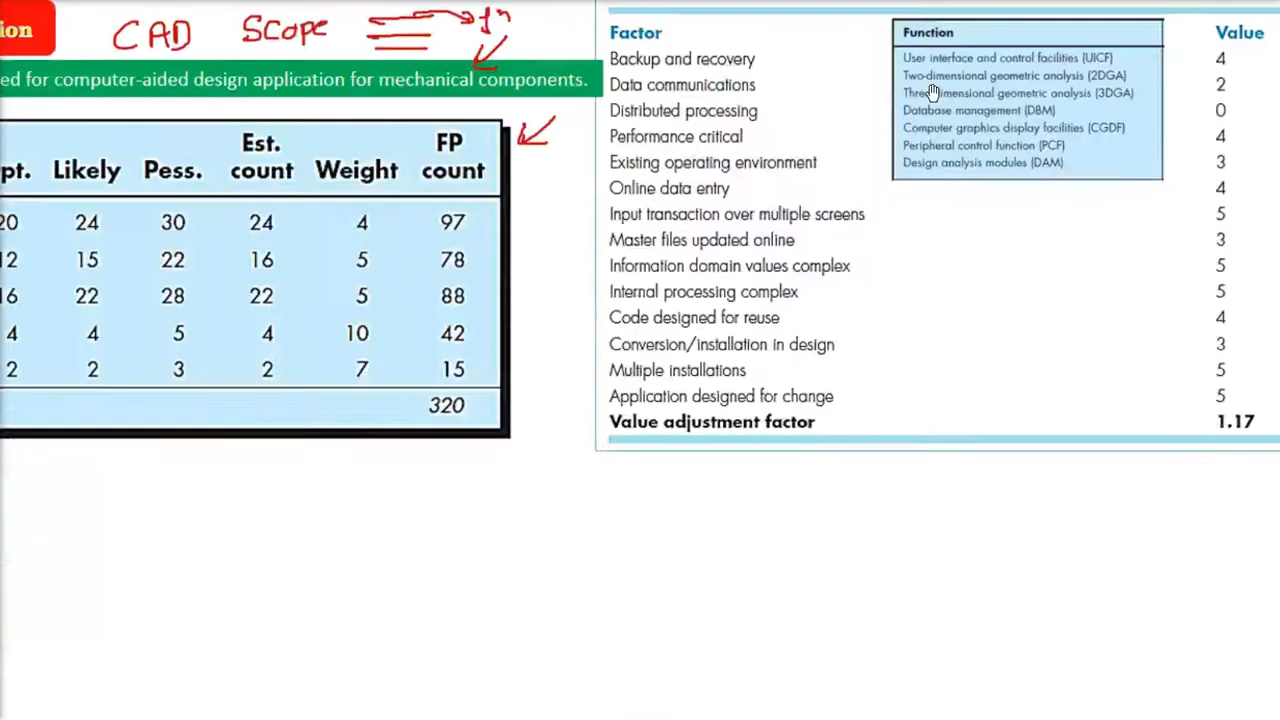 ion
CAD SCOPE fn
ed for computer-aided design application for mechanical components.
pt. Likely Pess. Est. count Weight FP count
20 24 30 24 4 97
12 15 22 16 5 78
16 22 28 22 5 88
4 4 5 4 10 42
2 2 3 2 7 15
320
Factor Value
Backup and recovery 4
Data communications 2
Distributed processing 0
Performance critical 4
Existing operating environment 3
Online data entry 4
Input transaction over multiple screens 5
Master files updated online 3
Information domain values complex 5
Internal processing complex 5
Code designed for reuse 4
Conversion/installation in design 3
Multiple installations 5
Application designed for change 5
Value adjustment factor 1.17
Function
User interface and control facilities (UICF)
Two-dimensional geometric analysis (2DGA)
Three-dimensional geometric analysis (3DGA)
Database management (DBM)
Computer graphics display facilities (CGDF)
Peripheral control function (PCF)
Design analysis modules (DAM)